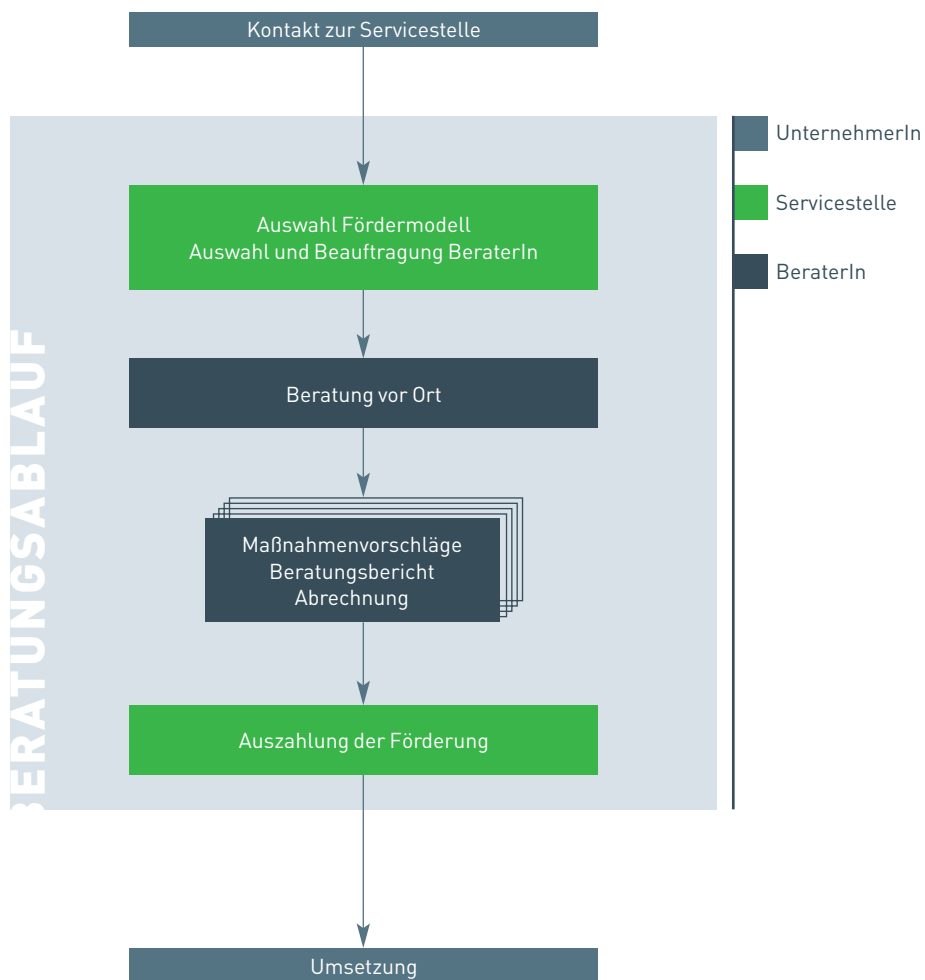 Kontakt zur Servicestelle
UnternehmerIn
Servicestelle
BeraterIn
BERATUNGSABLAUF
Auswahl Fördermodell
Auswahl und Beauftragung BeraterIn
Beratung vor Ort
Maßnahmenvorschläge
Beratungsbericht
Abrechnung
Auszahlung der Förderung
Umsetzung